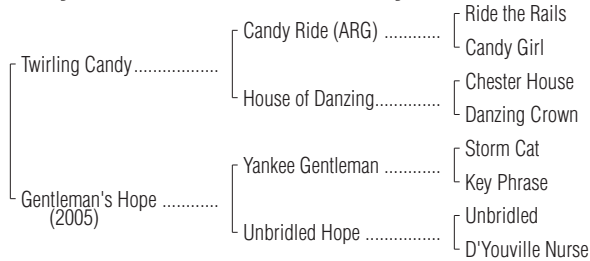 Ride the Rails
Candy Ride (ARG) ............
Candy Girl
Twirling Candy..................
Chester House
House of Danzing..............
Danzing Crown
Storm Cat
Yankee Gentleman ............
Key Phrase
Gentleman's Hope ............
(2005)
Unbridled
Unbridled Hope ................
D'Youville Nurse